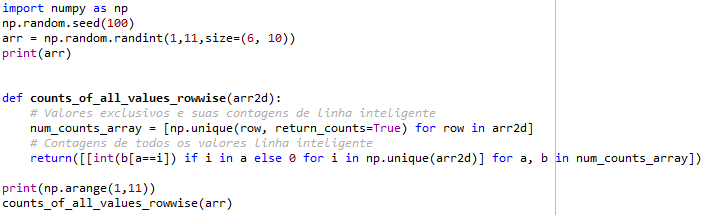 import numpy as np
np.random.seed(100)
arr = np.random.randint(1,11,size=(6, 10))
print(arr)
def counts_of_all_values_rowwise(arr2d):
# Valores exclusivos e suas contagens de linha inteligente
num_counts_array = [np.unique(row, return_counts=True) for row in arr2d]
# Contagens de todos os valores linha inteligente
return([[int(b[a==i]) if i in a else 0 for i in np.unique(arr2d)] for a, b in num_counts_array])
print(np.arange(1,11))
counts_of_all_values_rowwise(arr)